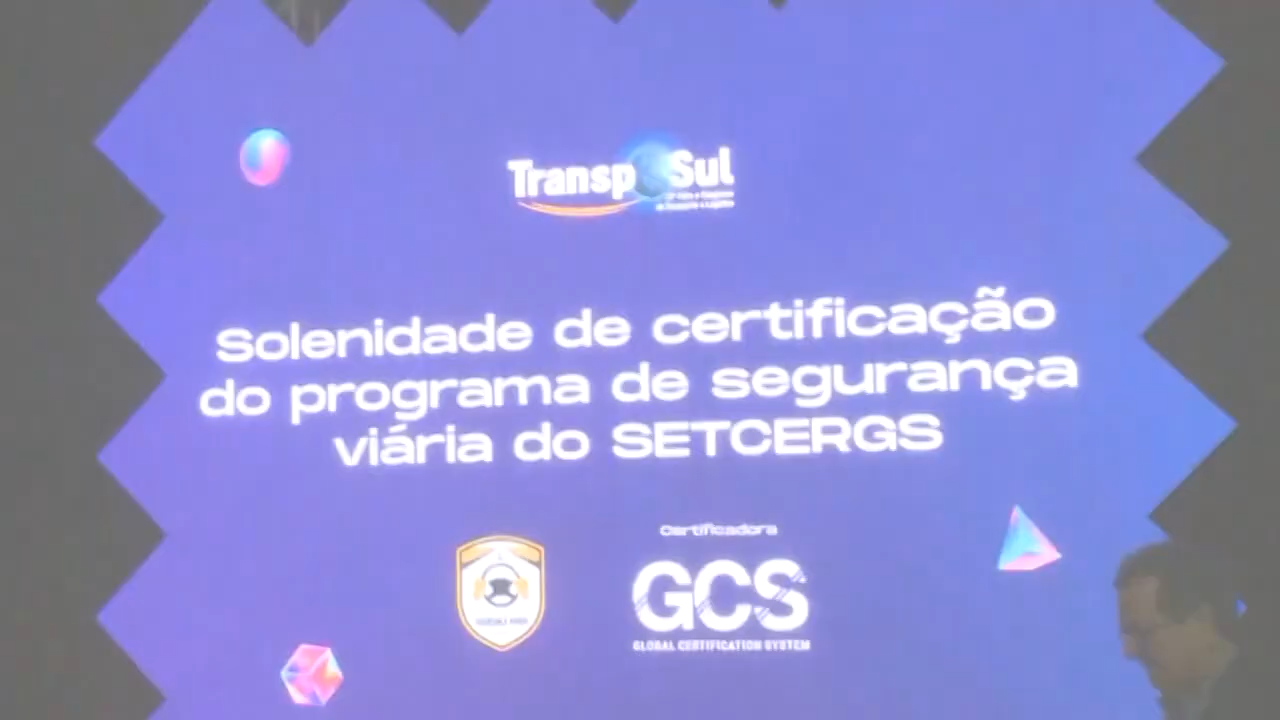 TranspoSul
Solenidade de certificação
do programa de segurança
viária do SETCERGS
Certificadora
GCS
GLOBAL CERTIFICATION SYSTEM